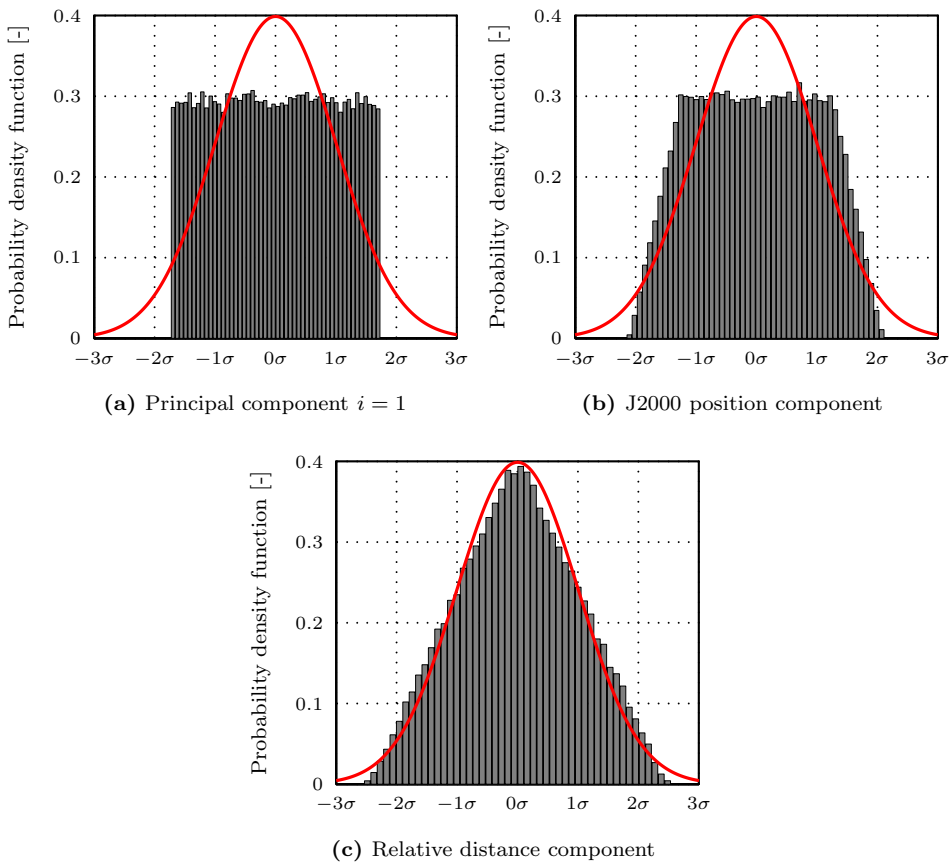 Probability density function [-]
0.4
0.3
0.2
0.1
0
−3σ −2σ −1σ 0σ 1σ 2σ 3σ
(a) Principal component i = 1
Probability density function [-]
0.4
0.3
0.2
0.1
0
−3σ −2σ −1σ 0σ 1σ 2σ 3σ
(b) J2000 position component
Probability density function [-]
0.4
0.3
0.2
0.1
0
−3σ −2σ −1σ 0σ 1σ 2σ 3σ
(c) Relative distance component